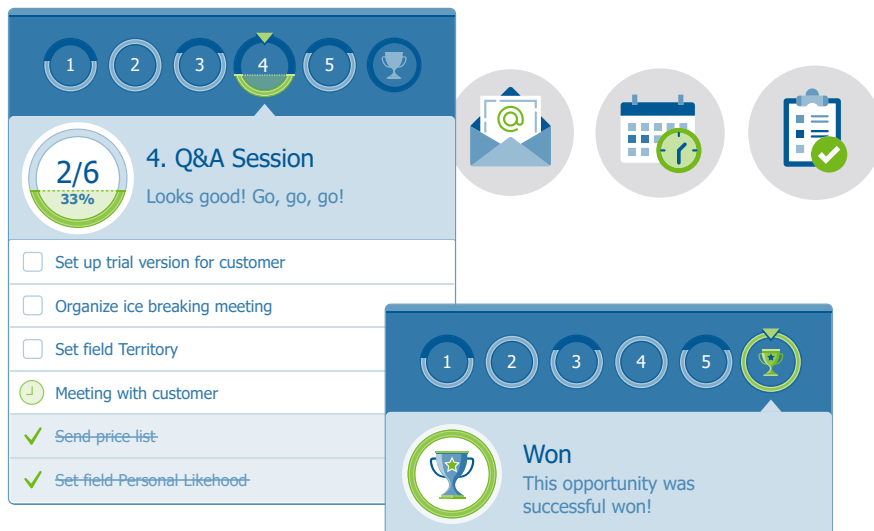 1 2 3 4 5
2/6
33%
4. Q&A Session
Looks good! Go, go, go!
@
Set up trial version for customer
Organize ice breaking meeting
Set field Territory
Meeting with customer
Send price list
Set field Personal Likehood
1 2 3 4 5
Won
This opportunity was
successful won!